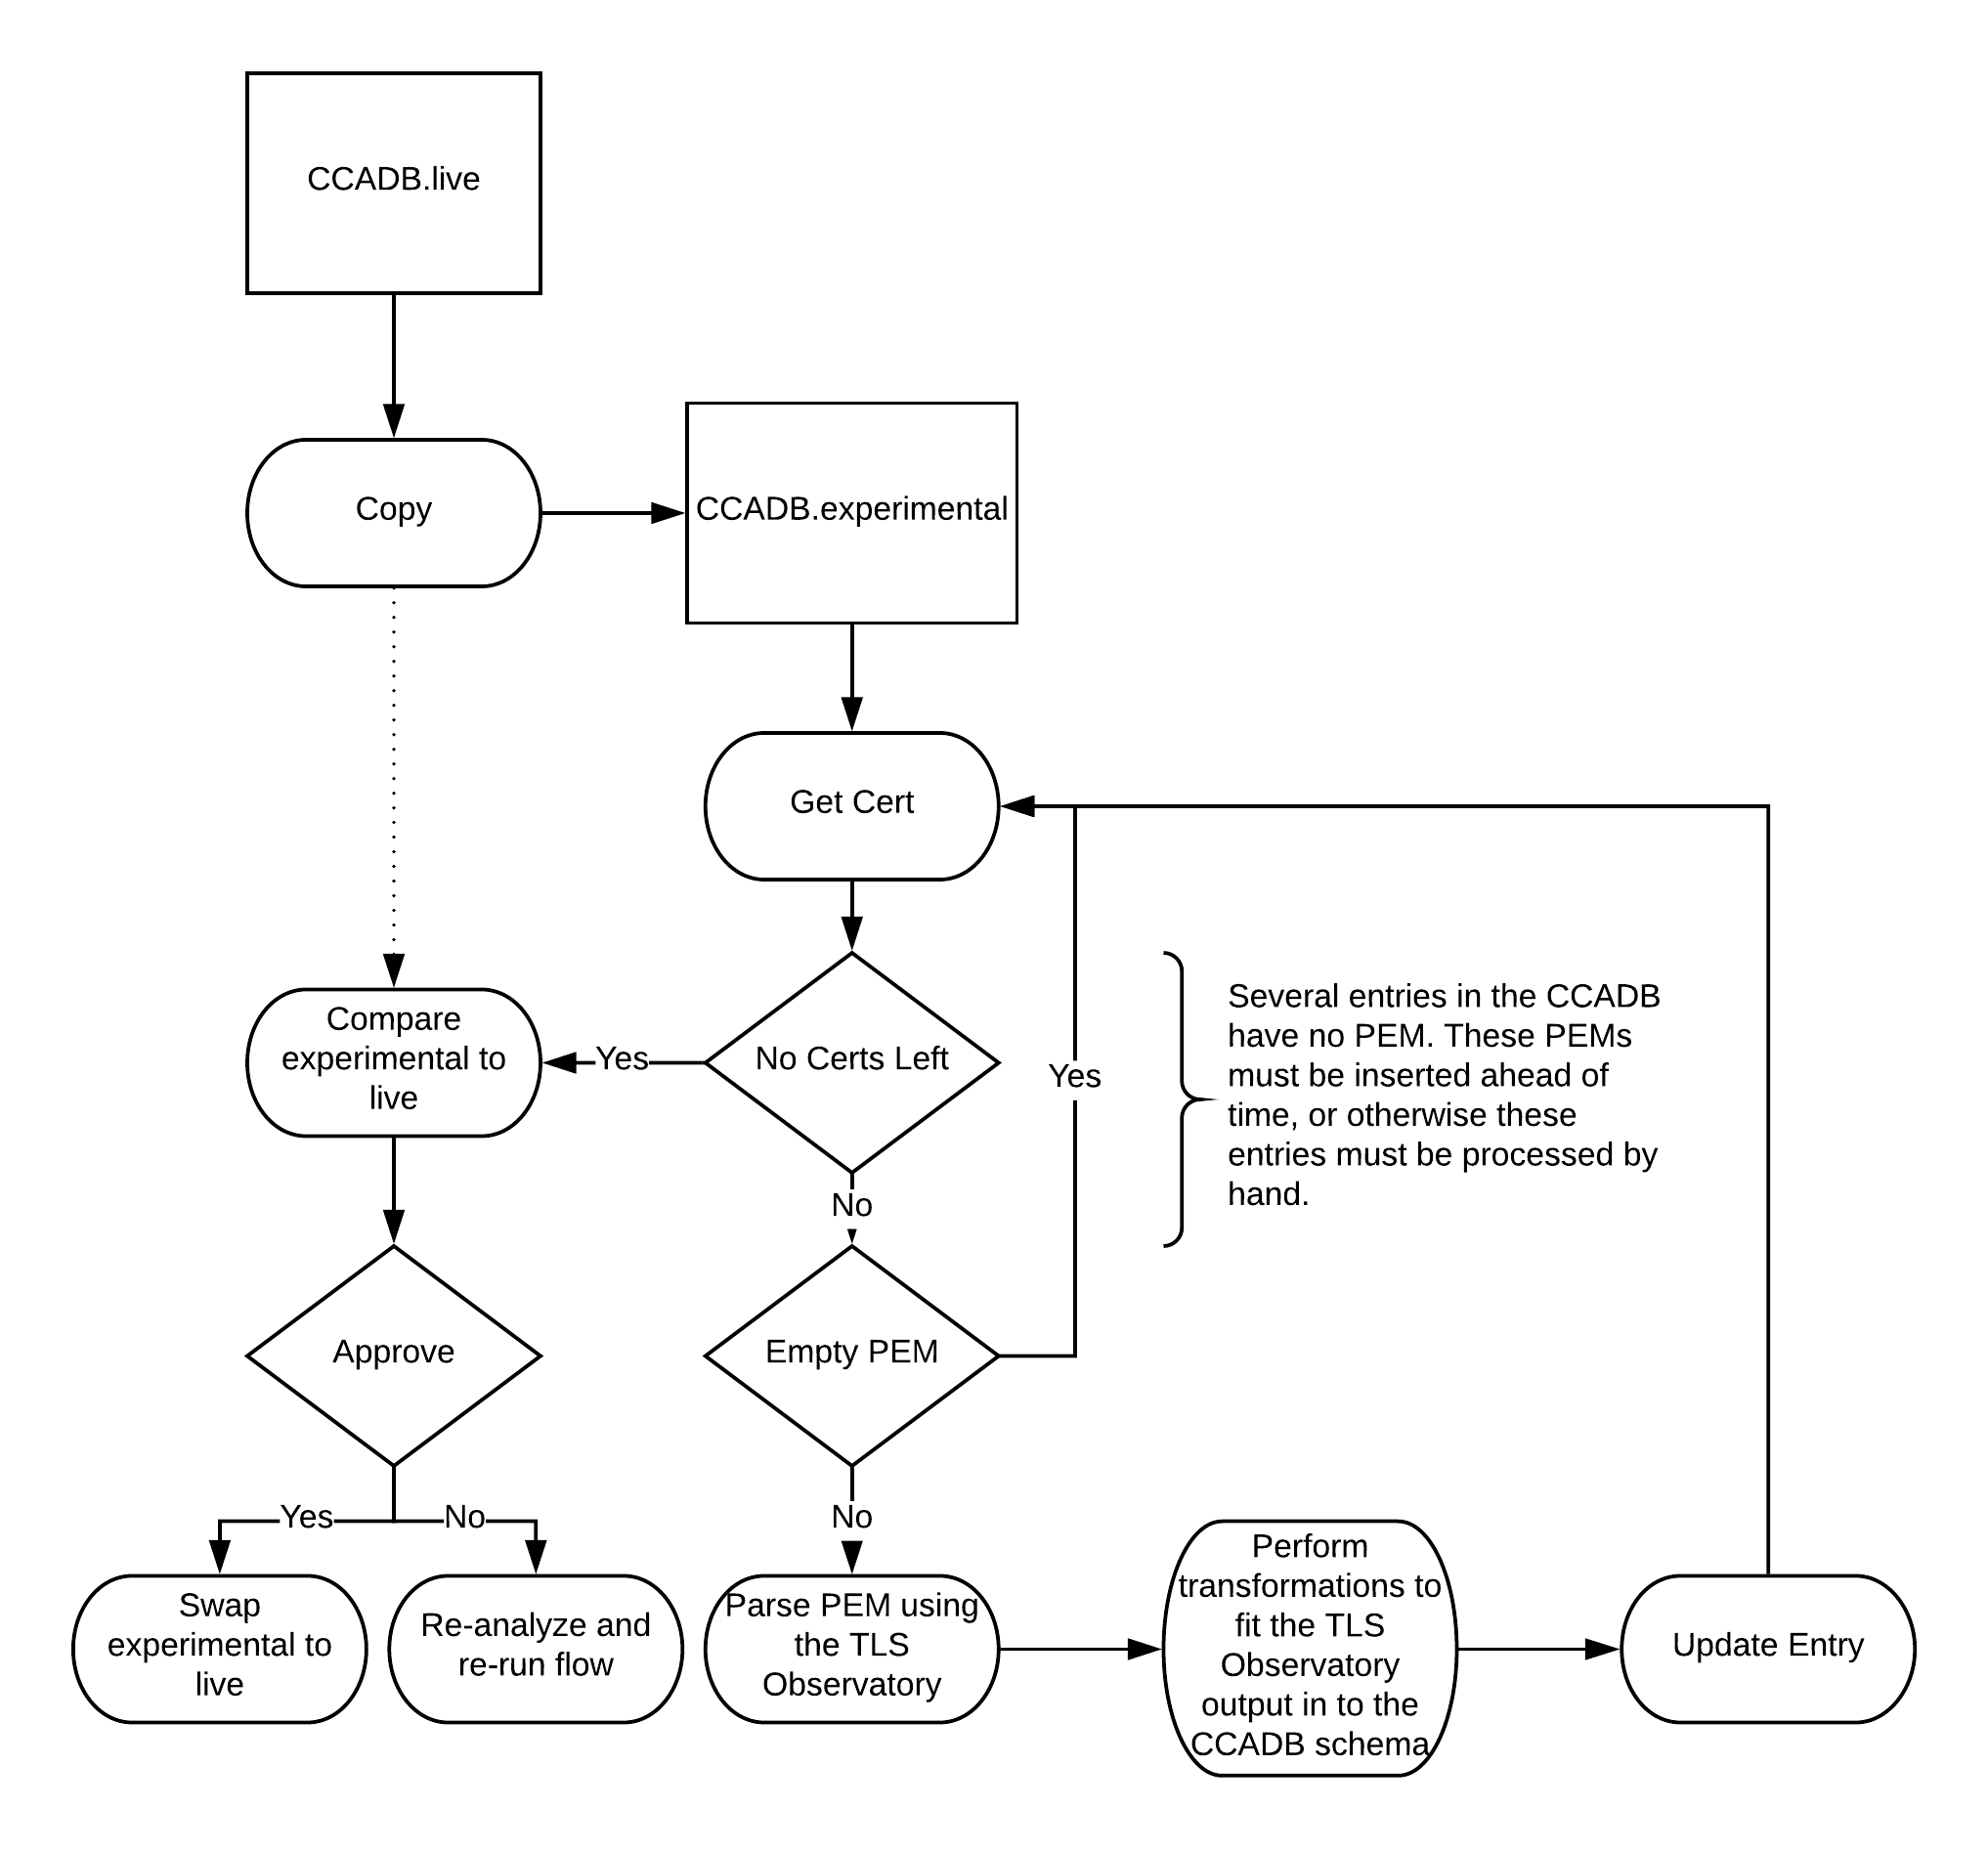 CCADB.live
Copy
CCADB.experimental
Get Cert
Compare
experimental to
live
Yes
No Certs Left
Yes
Several entries in the CCADB
have no PEM. These PEMs
must be inserted ahead of
time, or otherwise these
entries must be processed by
hand.
No
Approve
Empty PEM
Yes
No
No
Swap
experimental to
live
Re-analyze and
re-run flow
Parse PEM using
the TLS
Observatory
Perform
transformations to
fit the TLS
Observatory
output in to the
CCADB schema
Update Entry